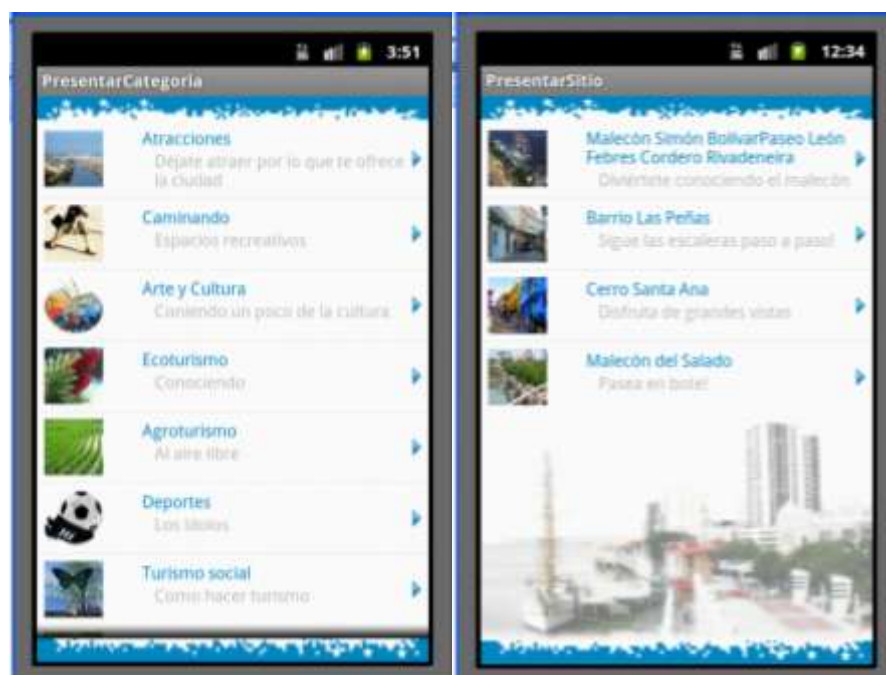 3:51
PresentarCategoria
Atracciones
Déjate atraer por lo que te ofrece
la ciudad
Caminando
Espacios recreativos
Arte y Cultura
Coniendo un poco de la cultura
Ecoturismo
Conociendo
Agroturismo
Al aire libre
Deportes
Los Idolos
Turismo social
Como hacer turismo
12:34
PresentarSitio
Malecón Simón BolívarPaseo León
Febres Cordero Rivadeneira
Diviértete conociendo el malecón
Barrio Las Peñas
Sigue las escaleras paso a paso!
Cerro Santa Ana
Disfruta de grandes vistas
Malecón del Salado
Pasea en bote!